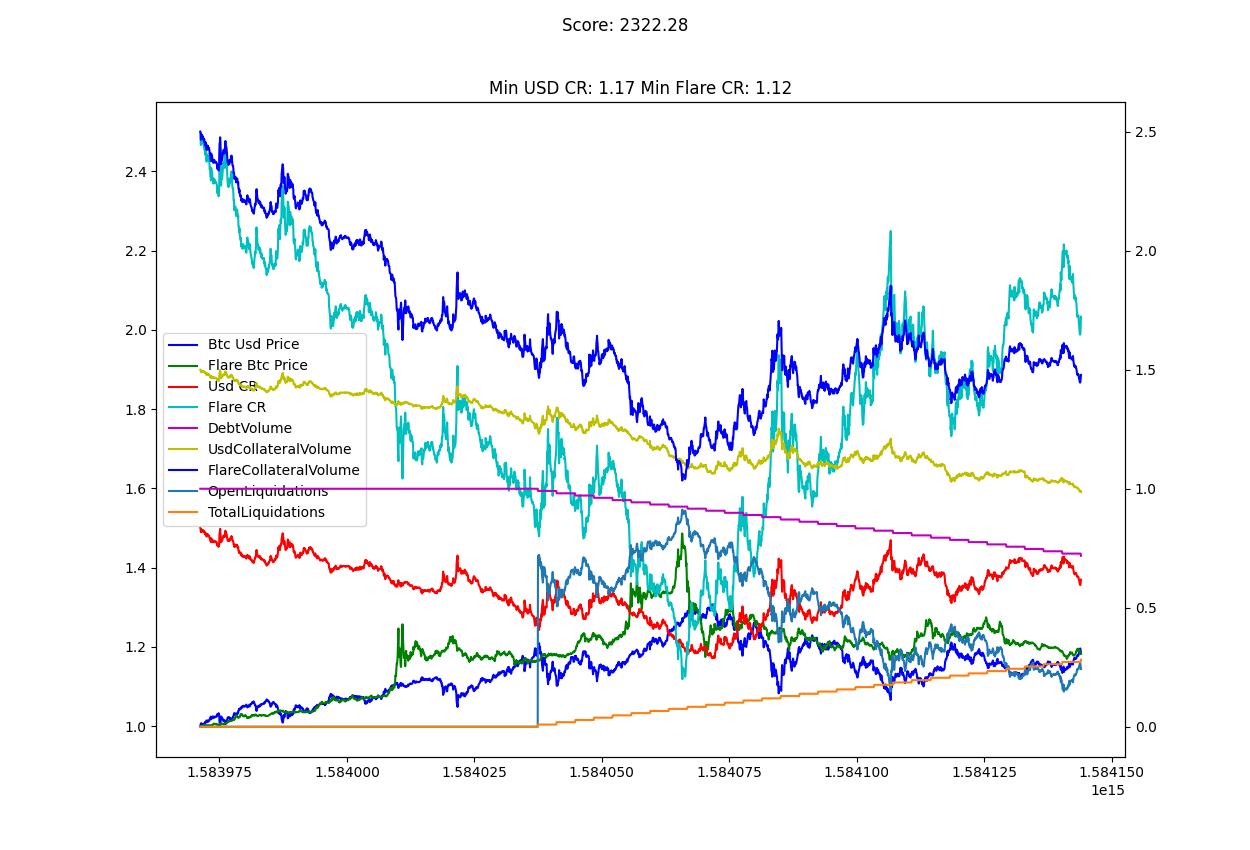 Score: 2322.28
Min USD CR: 1.17 Min Flare CR: 1.12
2.4
2.2
2.0
1.8
1.6
1.4
1.2
1.0
2.5
2.0
1.5
1.0
0.5
0.0
Btc Usd Price
Flare Btc Price
Usd CR
Flare CR
DebtVolume
UsdCollateralVolume
FlareCollateralVolume
OpenLiquidations
TotalLiquidations
1.583975 1.584000 1.584025 1.584050 1.584075 1.584100 1.584125 1.584150
1e15